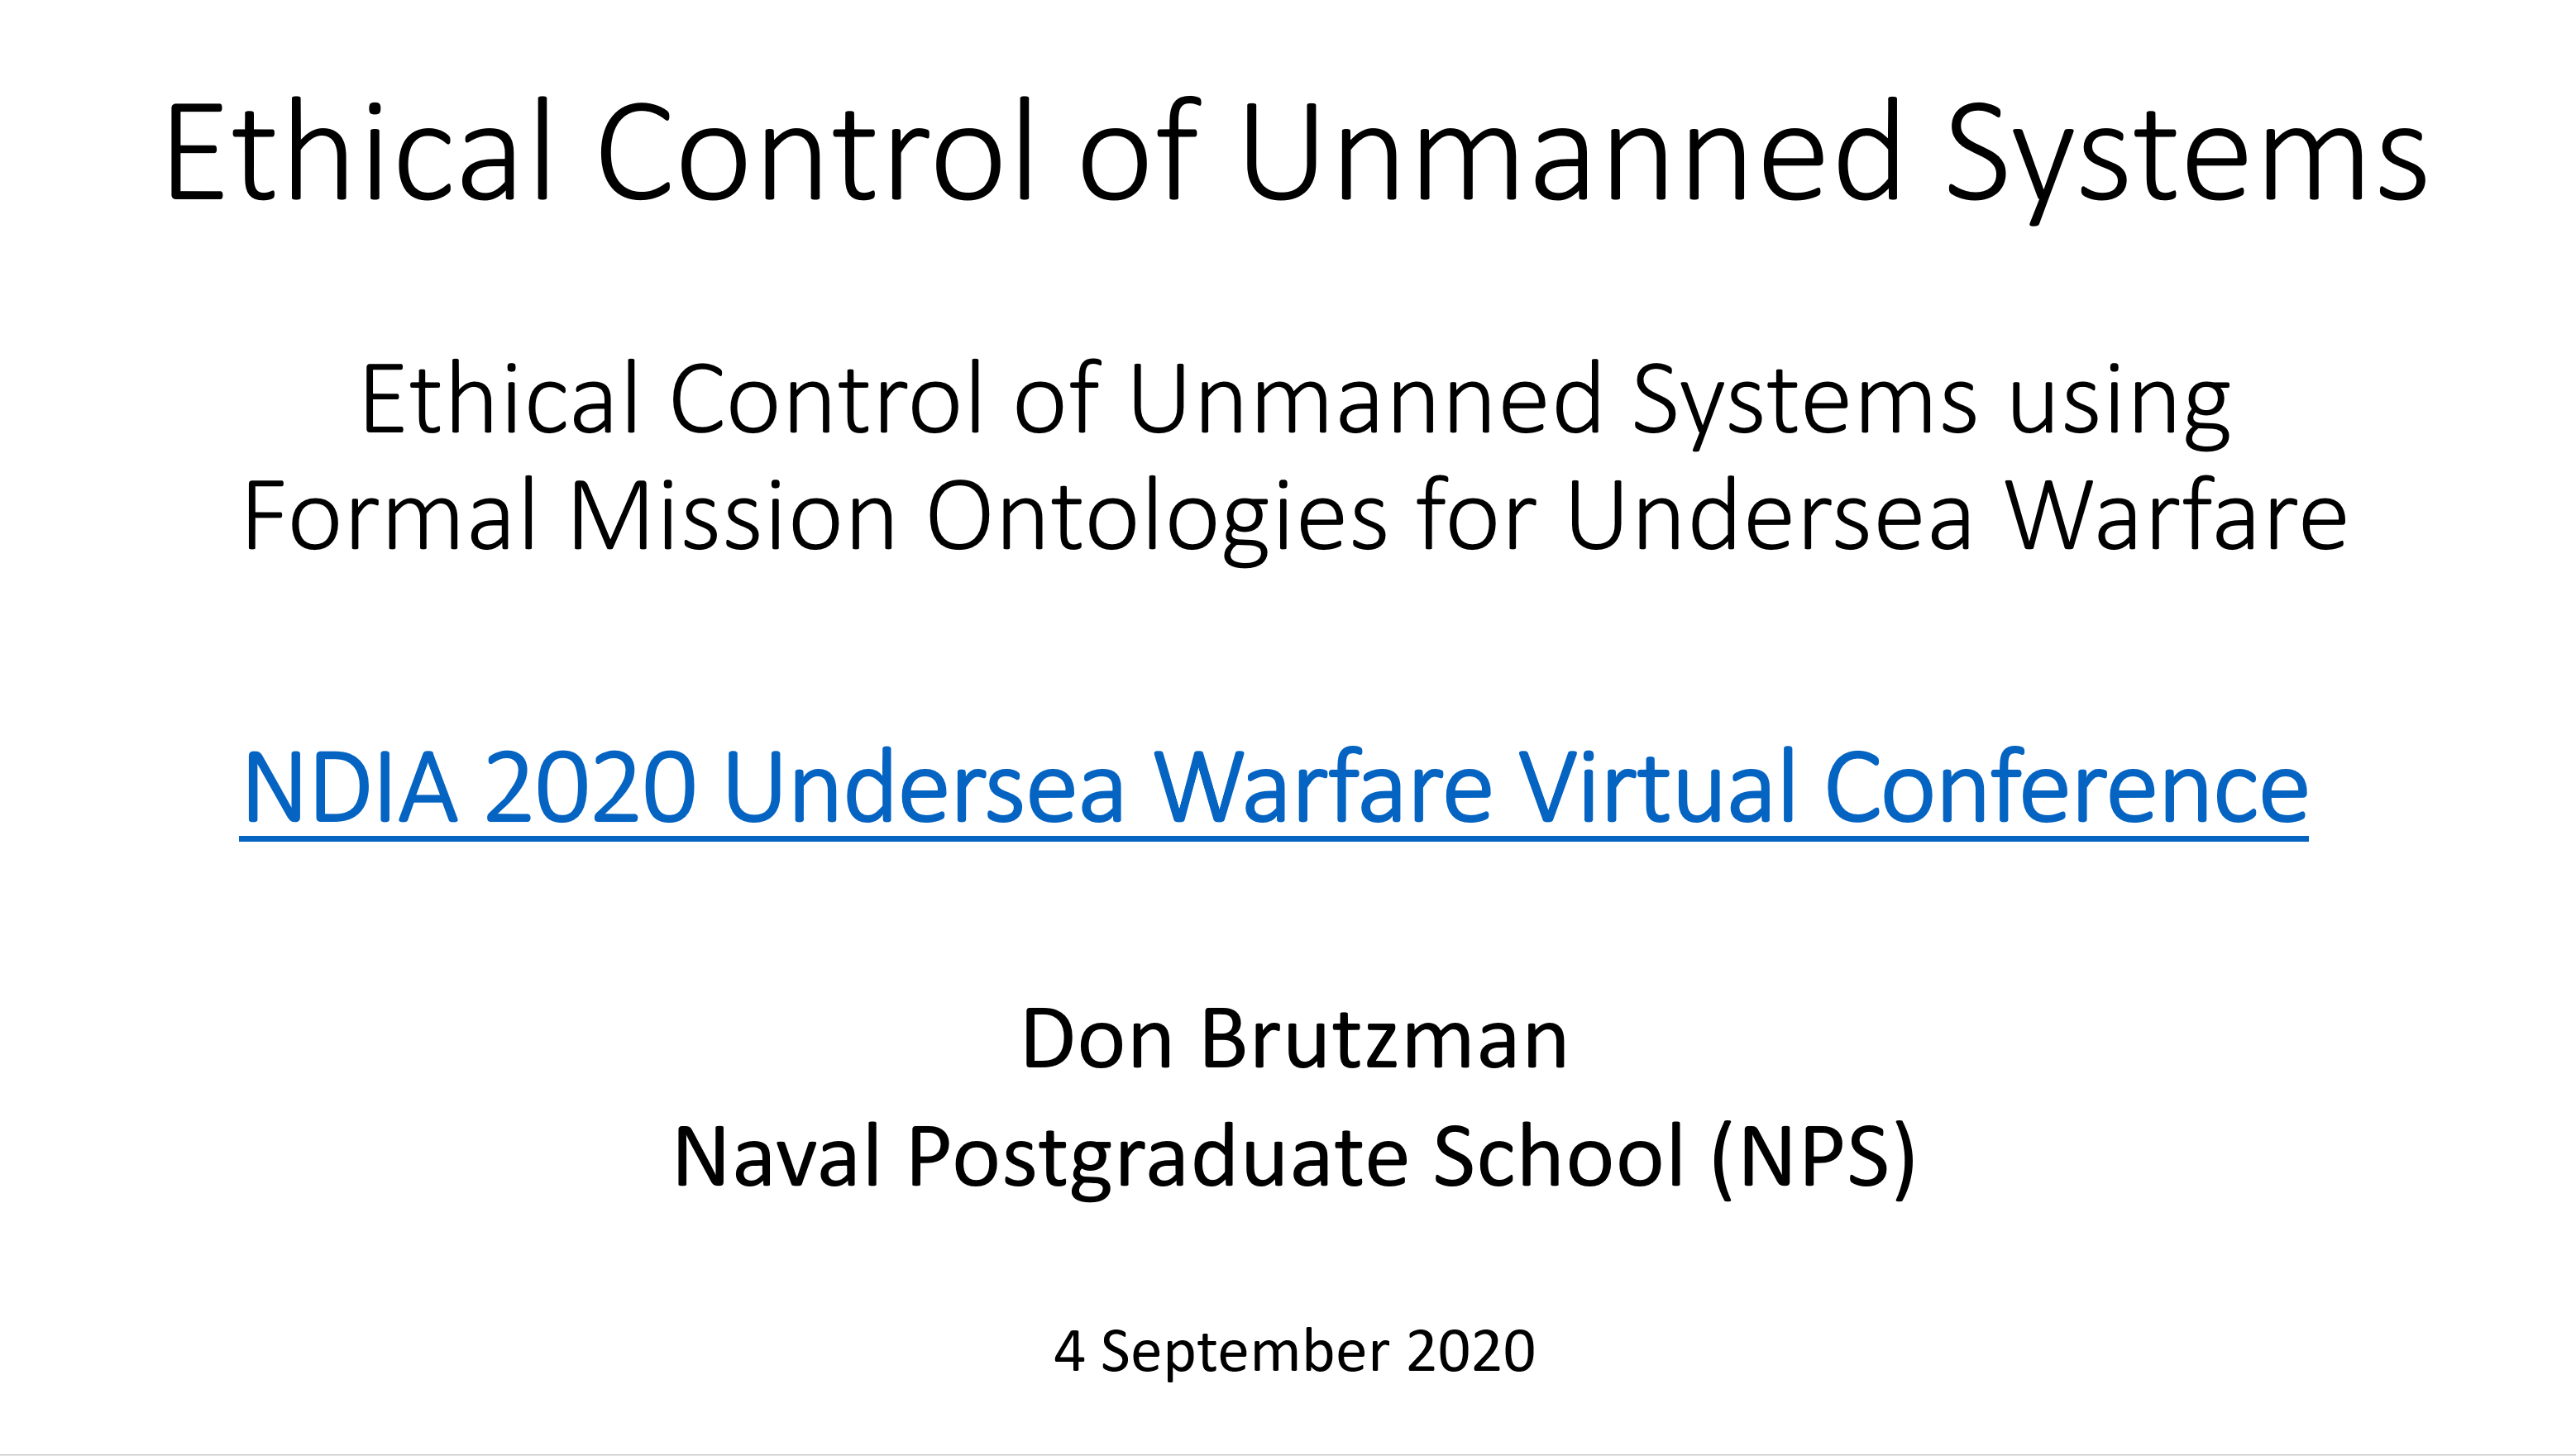 Ethical Control of Unmanned Systems
Ethical Control of Unmanned Systems using
Formal Mission Ontologies for Undersea Warfare
NDIA 2020 Undersea Warfare Virtual Conference
Don Brutzman
Naval Postgraduate School (NPS)
4 September 2020